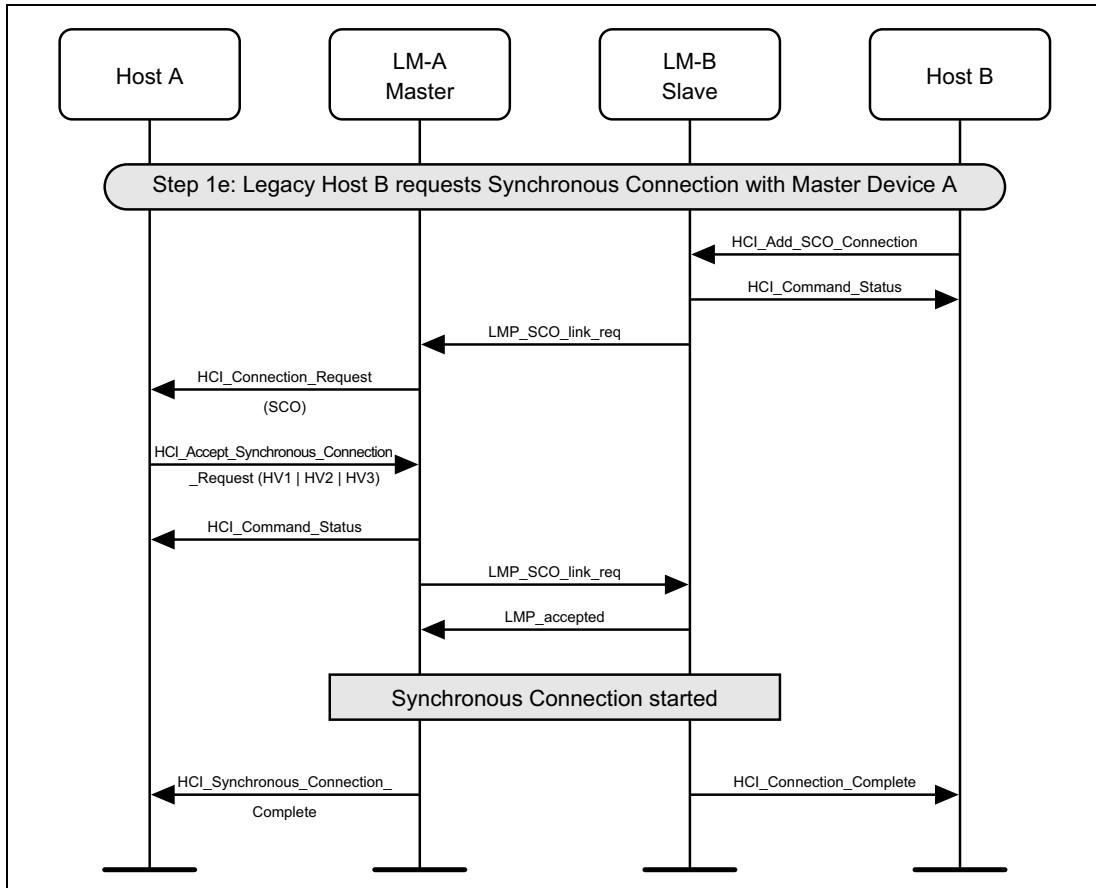 Host A
LM-A
Master
LM-B
Slave
Host B
Step 1e: Legacy Host B requests Synchronous Connection with Master Device A
HCI_Add_SCO_Connection
HCI_Command_Status
LMP_SCO_link_req
HCI_Connection_Request
(SCO)
HCI_Accept_Synchronous_Connection
_Request (HV1 | HV2 | HV3)
HCI_Command_Status
LMP_SCO_link_req
LMP_accepted
Synchronous Connection started
HCI_Synchronous_Connection_
Complete
HCI_Connection_Complete